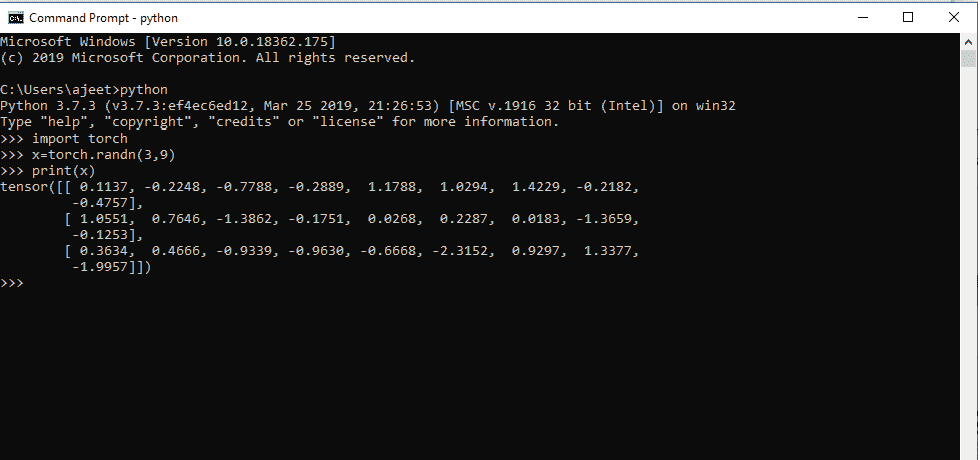 Command Prompt - python
Microsoft Windows [Version 10.0.18362.175]
(c) 2019 Microsoft Corporation. All rights reserved.
C:\Users\ajeet>python
Python 3.7.3 (v3.7.3:ef4ec6ed12, Mar 25 2019, 21:26:53) [MSC v.1916 32 bit (Intel)] on win32
Type "help", "copyright", "credits" or "license" for more information.
>>> import torch
>>> x=torch.randn(3,9)
>>> print(x)
tensor([[ 0.1137, -0.2248, -0.7788, -0.2889,  1.1788,  1.0294,  1.4229, -0.2182,
         -0.4757],
        [ 1.0551,  0.7646, -1.3862, -0.1751,  0.0268,  0.2287,  0.0183, -1.3659,
         -0.1253],
        [ 0.3634,  0.4666, -0.9339, -0.9630, -0.6668, -2.3152,  0.9297,  1.3377,
         -1.9957]])
>>>